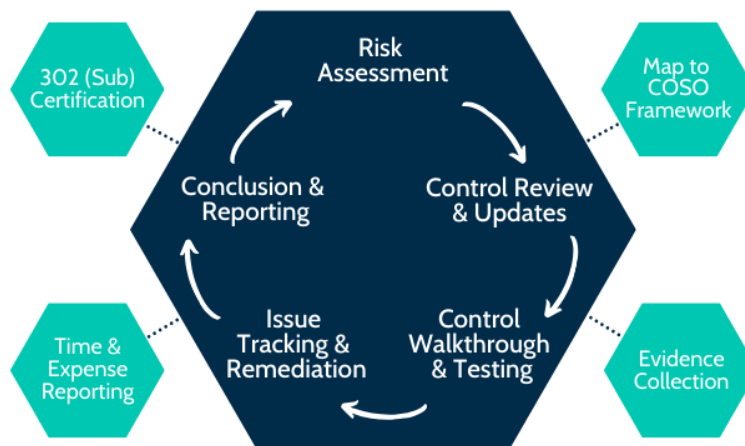 Risk
Assessment
302 (Sub)
Certification
Map to
COSO
Framework
Conclusion &
Reporting
Control Review
& Updates
Issue
Tracking &
Remediation
Control
Walkthrough
& Testing
Time &
Expense
Reporting
Evidence
Collection